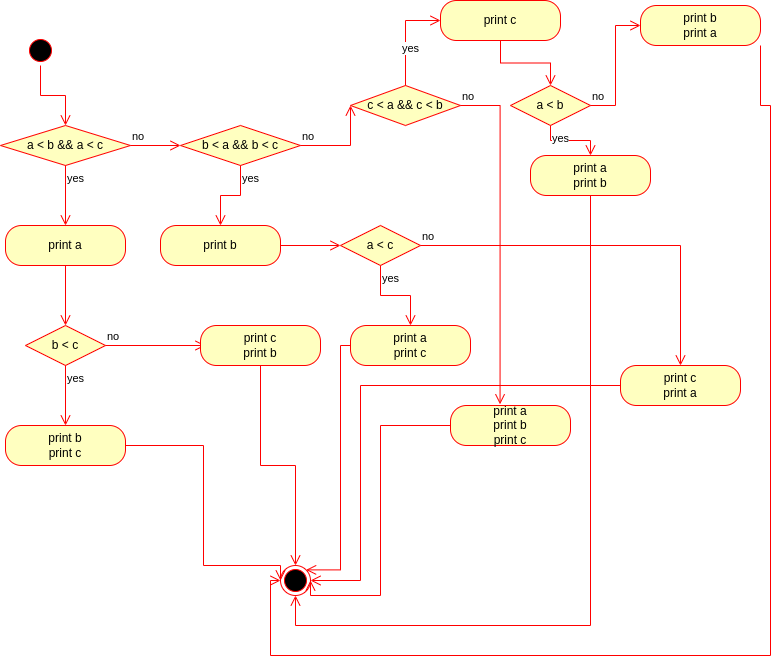 print c
print b
print a
yes
c < a && c < b
no
a < b
no
a < b && a < c
no
b < a && b < c
no
yes
print a
print b
yes
yes
print a
print b
a < c
no
yes
b < c
no
print c
print b
print a
print c
yes
print c
print a
print b
print c
print a
print b
print c